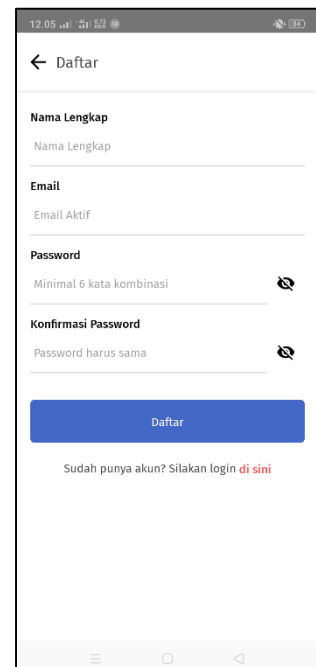 12.05
Daftar
Nama Lengkap
Nama Lengkap
Email
Email Aktif
Password
Minimal 6 kata kombinasi
Konfirmasi Password
Password harus sama
Daftar
Sudah punya akun? Silakan login di sini